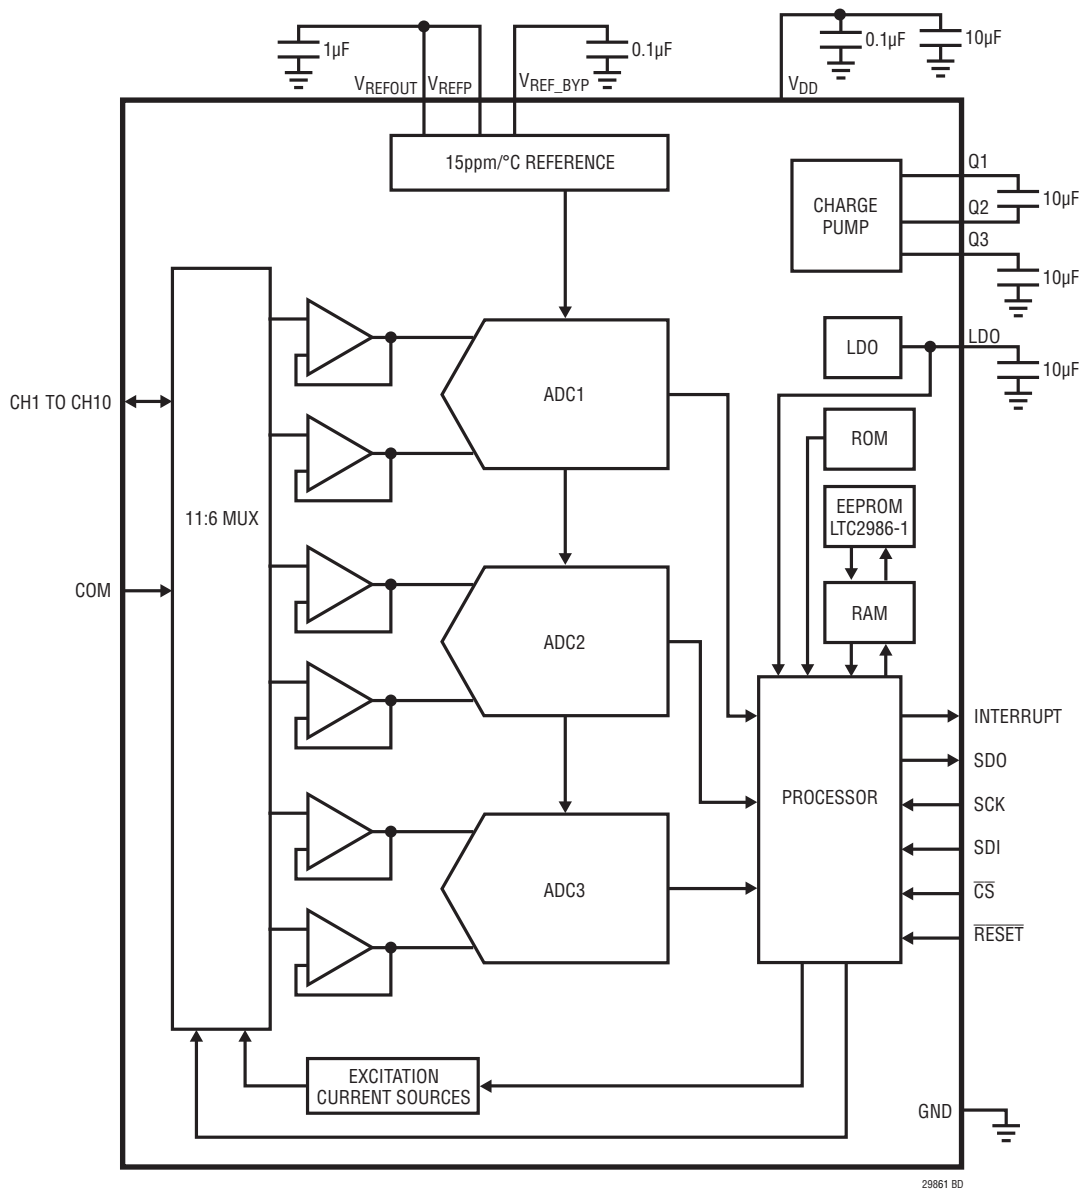 1µF
0.1µF
0.1µF
10µF
VREFOUT
VREFP
VREF_BYP
VDD
15ppm/°C REFERENCE
CHARGE
PUMP
Q1
Q2
10µF
Q3
10µF
LDO
LDO
10µF
ADC1
CH1 TO CH10
ROM
11:6 MUX
EEPROM
LTC2986-1
COM
RAM
ADC2
INTERRUPT
SDO
PROCESSOR
SCK
SDI
ADC3
C̅S̅
R̅E̅S̅E̅T̅
EXCITATION
CURRENT SOURCES
GND
29861 BD